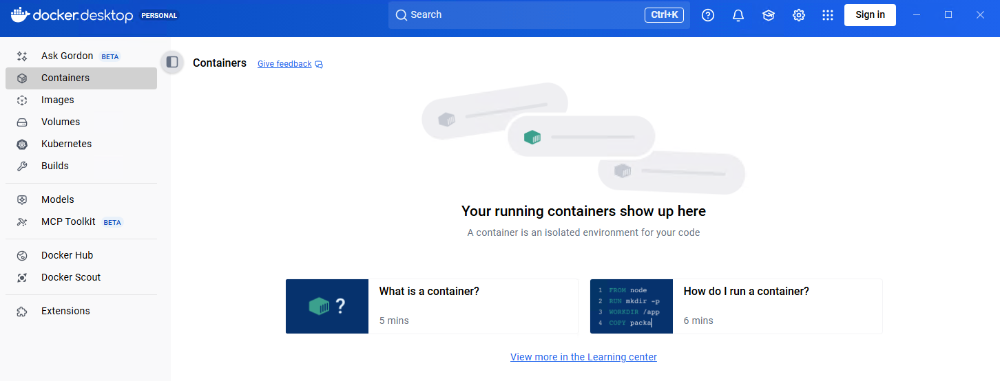 docker.desktop PERSONAL
Search
Ctrl+K
Sign in
Ask Gordon BETA
Containers
Images
Volumes
Kubernetes
Builds
Models
MCP Toolkit BETA
Docker Hub
Docker Scout
Extensions
Containers Give feedback
Your running containers show up here
A container is an isolated environment for your code
?
What is a container?
5 mins
1 FROM node
2 RUN mkdir -p
3 WORKDIR /app
4 COPY packa
How do I run a container?
6 mins
View more in the Learning center